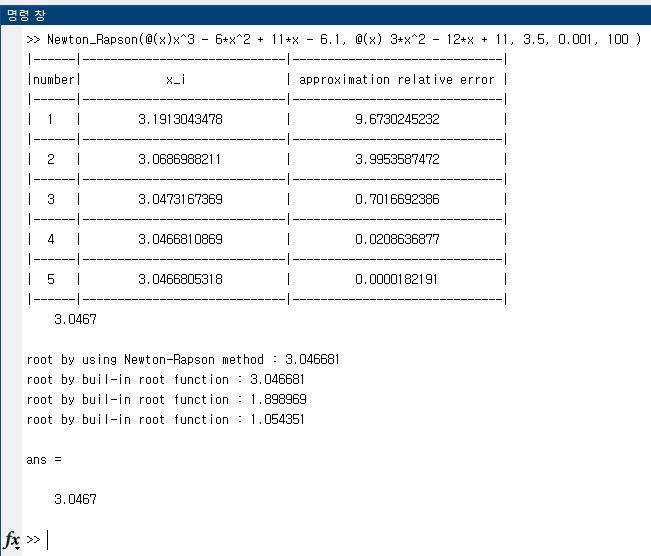 명령 창
>> Newton_Rapson(@(x)x^3 - 6*x^2 + 11*x - 6.1, @(x) 3*x^2 - 12*x + 11, 3.5, 0.001, 100 )
|------|-----------------------------|------------------------------|
|number|            x_i              | approximation relative error |
|------|-----------------------------|------------------------------|
|  1   |        3.1913043478         |         9.6730245232         |
|------|-----------------------------|------------------------------|
|  2   |        3.0686988211         |         3.9953587472         |
|------|-----------------------------|------------------------------|
|  3   |        3.0473167369         |         0.7016692386         |
|------|-----------------------------|------------------------------|
|  4   |        3.0466810869         |         0.0208636877         |
|------|-----------------------------|------------------------------|
|  5   |        3.0466805318         |         0.0000182191         |
|------|-----------------------------|------------------------------|
3.0467
root by using Newton-Rapson method : 3.046681
root by buil-in root function : 3.046681
root by buil-in root function : 1.898969
root by buil-in root function : 1.054351
ans =
3.0467
fx >>